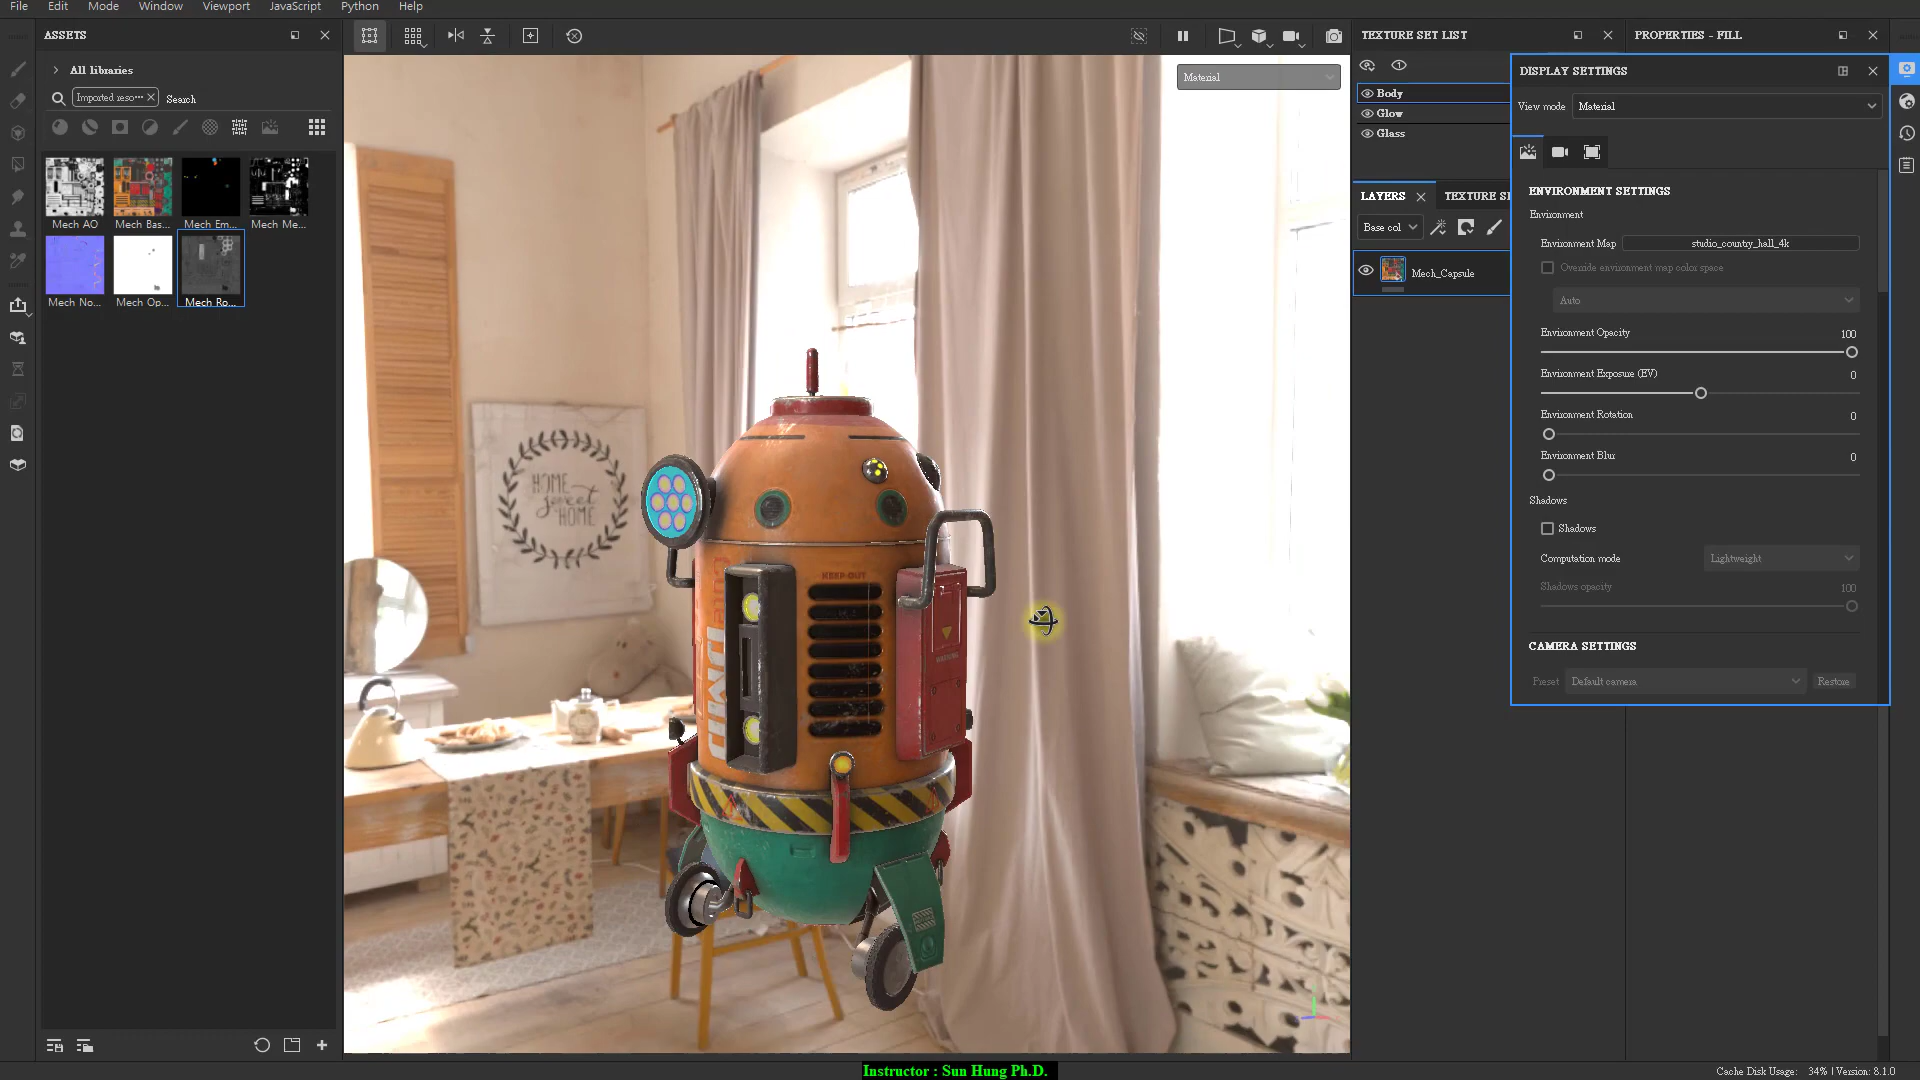 File Edit Mode Window Viewport JavaScript Python Help
ASSETS
All libraries
Imported reso··· Search
Mech AO Mech Bas... Mech Em... Mech Me...
Mech No... Mech Op... Mech Ro...
Material
HOME
sweet
HOME
KEEP OUT
WARNING
TEXTURE SET LIST
Body
Glow
Glass
LAYERS
TEXTURE SE
Base col
Mech_Capsule
PROPERTIES - FILL
DISPLAY SETTINGS
View mode Material
ENVIRONMENT SETTINGS
Environment
Environment Map studio_country_hall_4k
Override environment map color space
Auto
Environment Opacity 100
Environment Exposure (EV) 0
Environment Rotation 0
Environment Blur 0
Shadows
Shadows
Computation mode Lightweight
Shadows opacity 100
CAMERA SETTINGS
Preset Default camera Restore
Instructor : Sun Hung Ph.D.
Cache Disk Usage: 34% | Version: 8.1.0